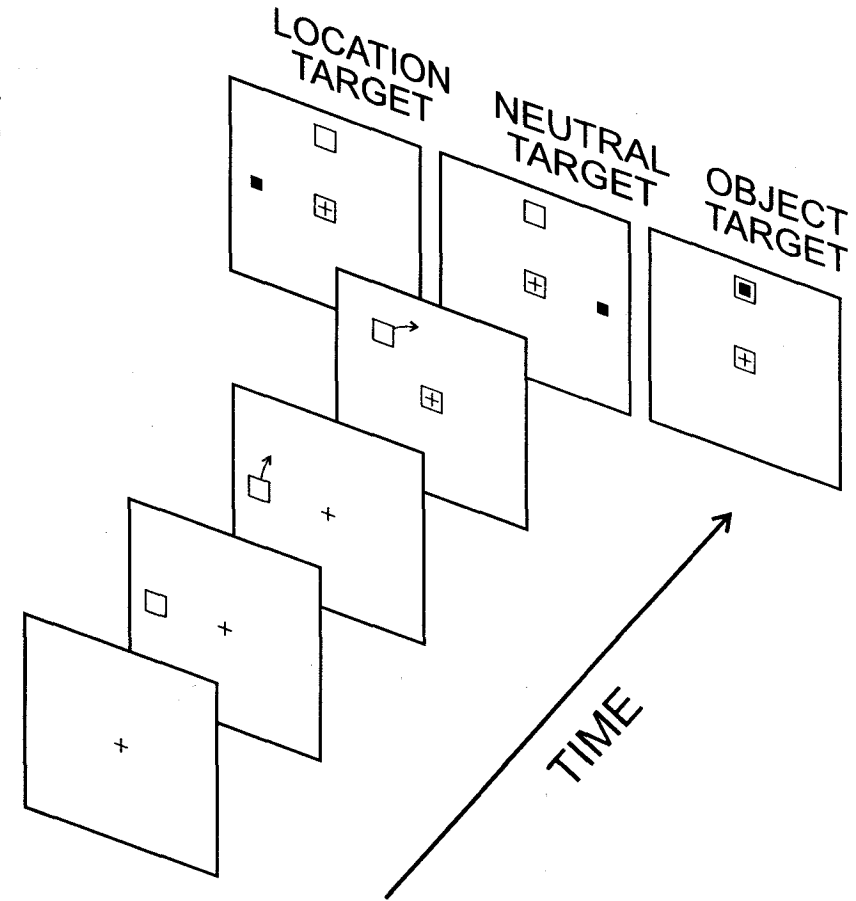 LOCATION
TARGET
NEUTRAL
TARGET
OBJECT
TARGET
TIME